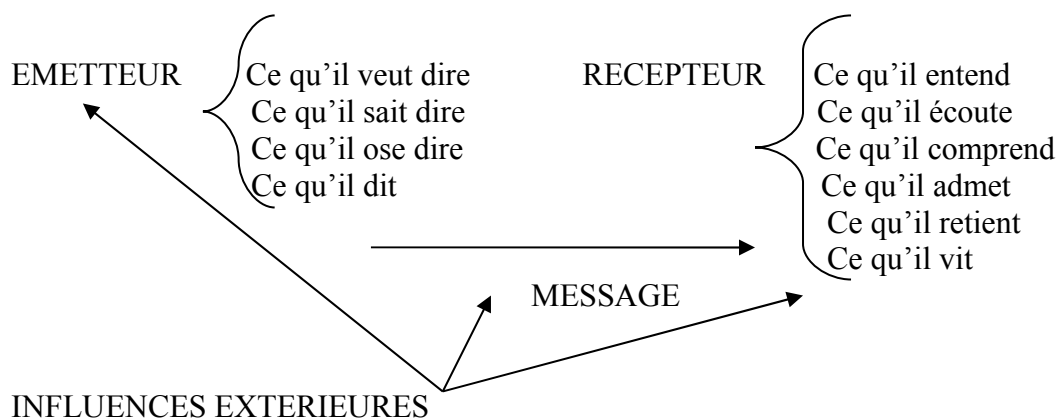 EMETTEUR
Ce qu’il veut dire
Ce qu’il sait dire
Ce qu’il ose dire
Ce qu’il dit
RECEPTEUR
Ce qu’il entend
Ce qu’il écoute
Ce qu’il comprend
Ce qu’il admet
Ce qu’il retient
Ce qu’il vit
MESSAGE
INFLUENCES EXTERIEURES